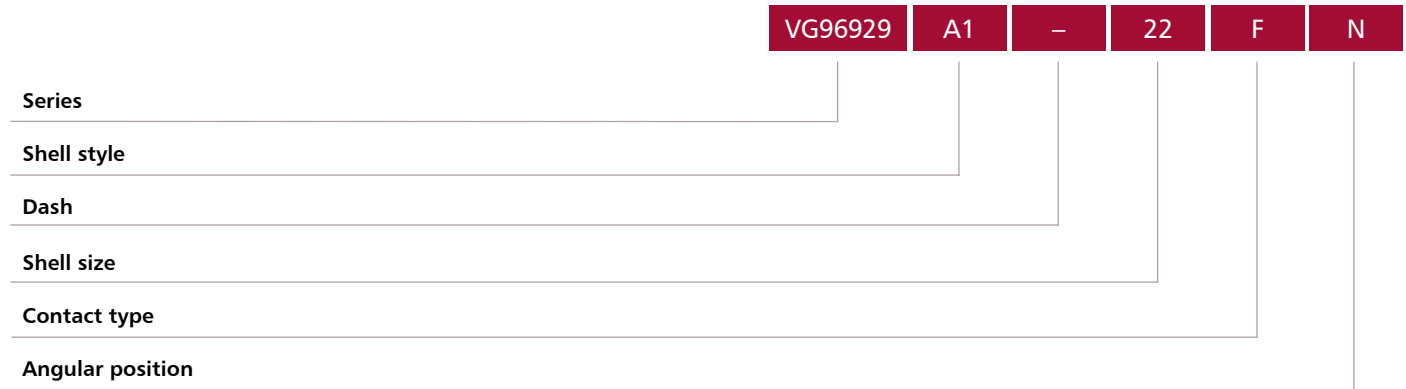 VG96929 A1 – 22 F N
Series
Shell style
Dash
Shell size
Contact type
Angular position